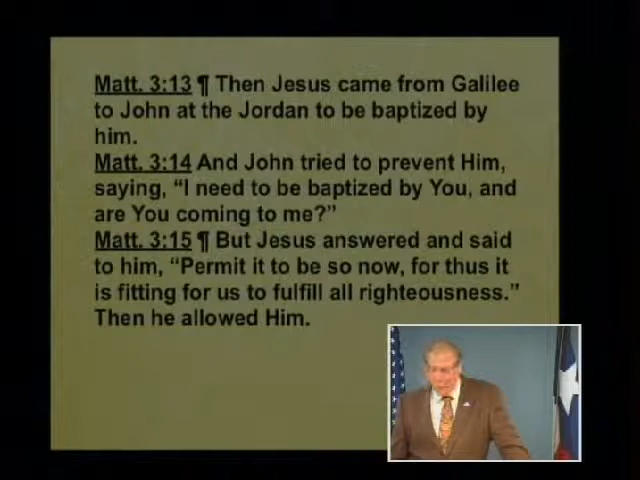 Matt. 3:13 ¶ Then Jesus came from Galilee
to John at the Jordan to be baptized by
him.
Matt. 3:14 And John tried to prevent Him,
saying, “I need to be baptized by You, and
are You coming to me?”
Matt. 3:15 ¶ But Jesus answered and said
to him, “Permit it to be so now, for thus it
is fitting for us to fulfill all righteousness.”
Then he allowed Him.